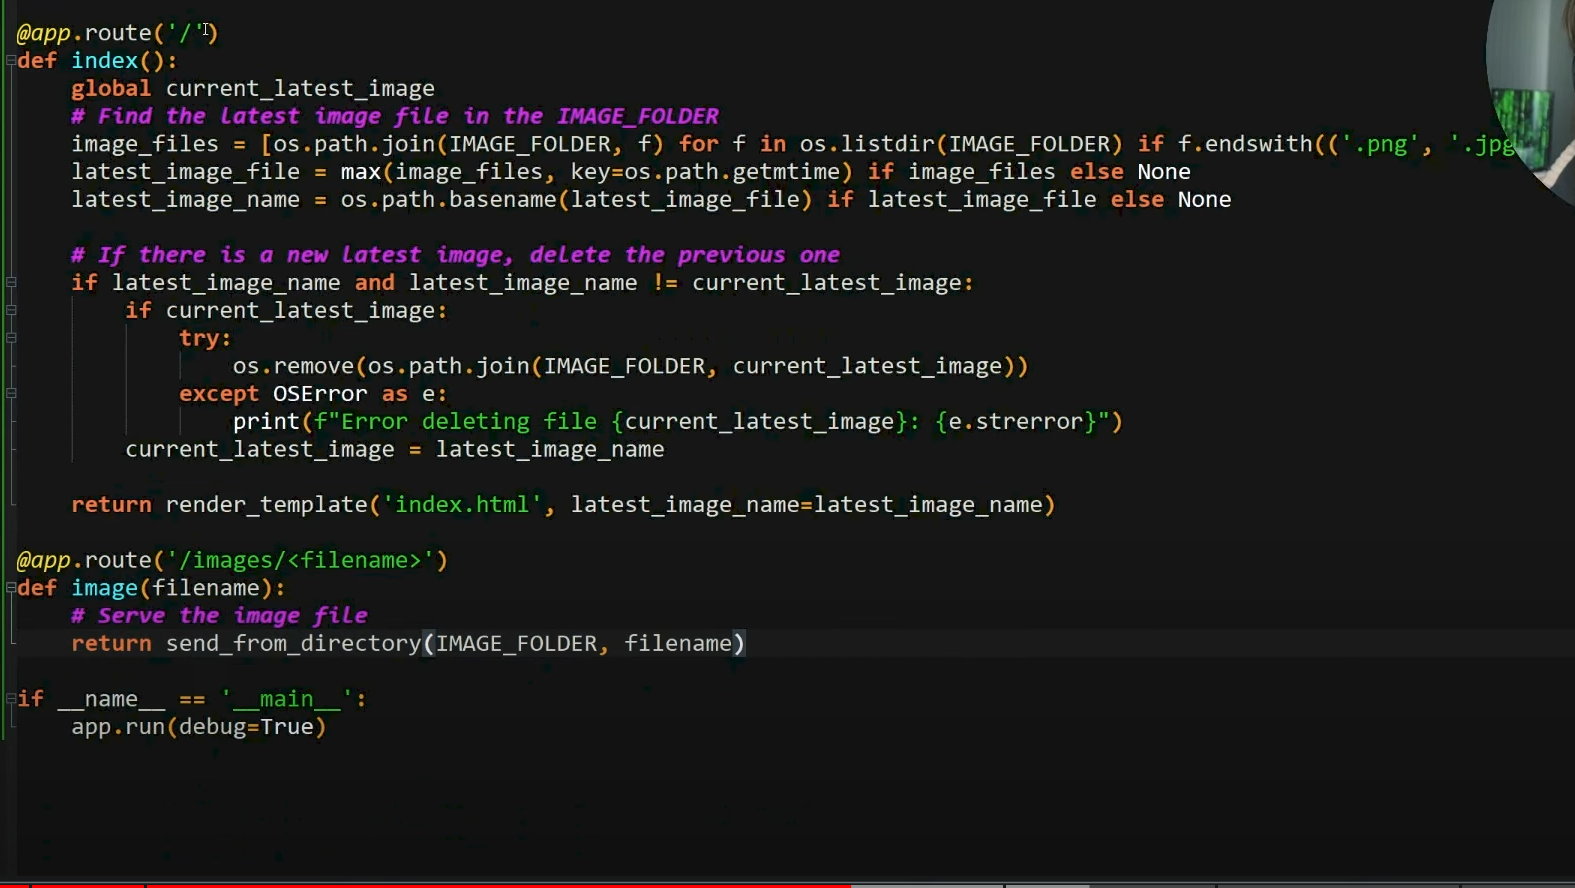 @app.route('/')
def index():
    global current_latest_image
    # Find the latest image file in the IMAGE_FOLDER
    image_files = [os.path.join(IMAGE_FOLDER, f) for f in os.listdir(IMAGE_FOLDER) if f.endswith(('.png', '.jpg
    latest_image_file = max(image_files, key=os.path.getmtime) if image_files else None
    latest_image_name = os.path.basename(latest_image_file) if latest_image_file else None
    # If there is a new latest image, delete the previous one
    if latest_image_name and latest_image_name != current_latest_image:
        if current_latest_image:
            try:
                os.remove(os.path.join(IMAGE_FOLDER, current_latest_image))
            except OSError as e:
                print(f"Error deleting file {current_latest_image}: {e.strerror}")
        current_latest_image = latest_image_name
    return render_template('index.html', latest_image_name=latest_image_name)
@app.route('/images/<filename>')
def image(filename):
    # Serve the image file
    return send_from_directory(IMAGE_FOLDER, filename)
if __name__ == '__main__':
    app.run(debug=True)